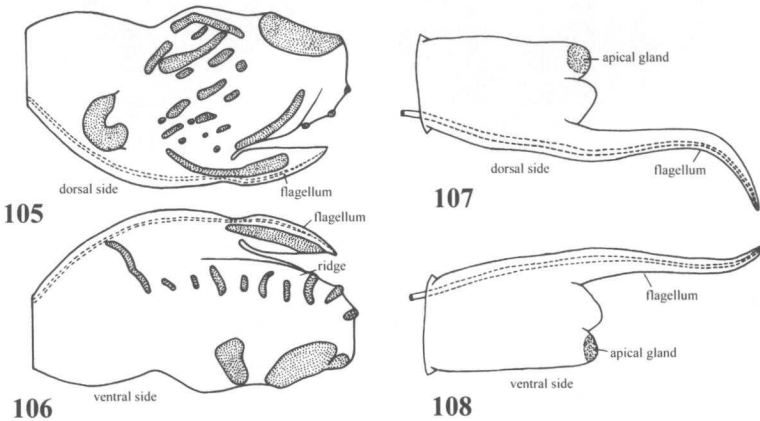 dorsal side
flagellum
105
apical gland
dorsal side
flagellum
107
flagellum
ridge
ventral side
106
flagellum
apical gland
ventral side
108